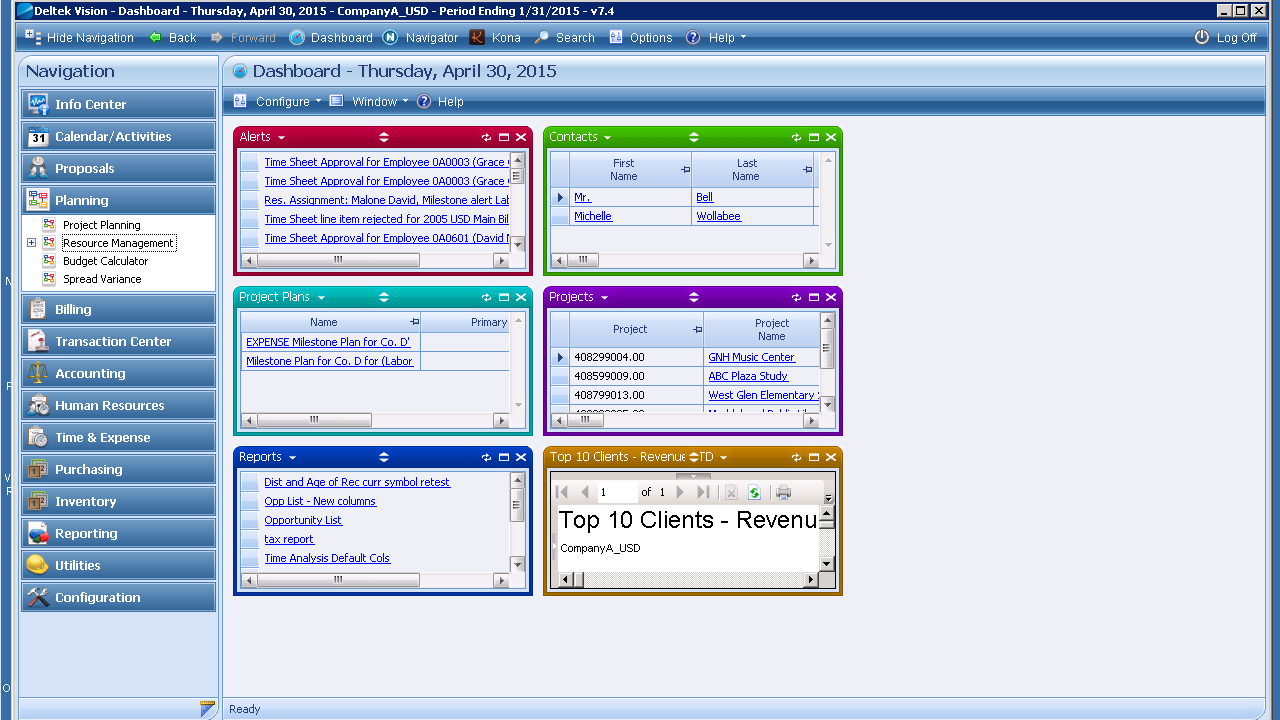 Deltek Vision - Dashboard - Thursday, April 30, 2015 - CompanyA_USD - Period Ending 1/31/2015 - v7.4
Hide Navigation Back Forward Dashboard Navigator Kona Search Options Help Log Off
Navigation
Info Center
31 Calendar/Activities
Proposals
Planning
Project Planning
Resource Management
Budget Calculator
Spread Variance
Billing
Transaction Center
Accounting
Human Resources
Time & Expense
Purchasing
Inventory
Reporting
Utilities
Configuration
Dashboard - Thursday, April 30, 2015
Configure Window Help
Alerts
Time Sheet Approval for Employee 0A0003 (Grace
Time Sheet Approval for Employee 0A0003 (Grace
Res. Assignment: Malone David, Milestone alert Lab
Time Sheet line item rejected for 2005 USD Main Bil
Time Sheet Approval for Employee 0A0601 (David
Contacts
First Name Last Name
Mr. Bell
Michelle Wollabee
Project Plans
Name Primary
EXPENSE Milestone Plan for Co. D'
Milestone Plan for Co. D for (Labor
Projects
Project Project Name
408299004.00 GNH Music Center
408599009.00 ABC Plaza Study
408799013.00 West Glen Elementary
Reports
Dist and Age of Rec curr symbol retest
Opp List - New columns
Opportunity List
tax report
Time Analysis Default Cols
Top 10 Clients - Revenue TD
1 of 1
Top 10 Clients - Revenu
CompanyA_USD
Ready